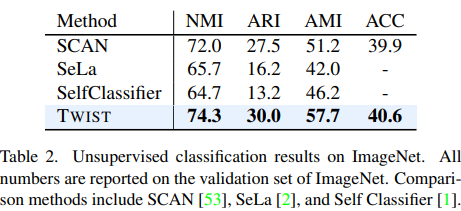 Method NMI ARI AMI ACC
SCAN 72.0 27.5 51.2 39.9
SeLa 65.7 16.2 42.0 -
SelfClassifier 64.7 13.2 46.2 -
TWIST 74.3 30.0 57.7 40.6
Table 2. Unsupervised classification results on ImageNet. All
numbers are reported on the validation set of ImageNet. Compari-
son methods include SCAN [53], SeLa [2], and Self Classifier [1].